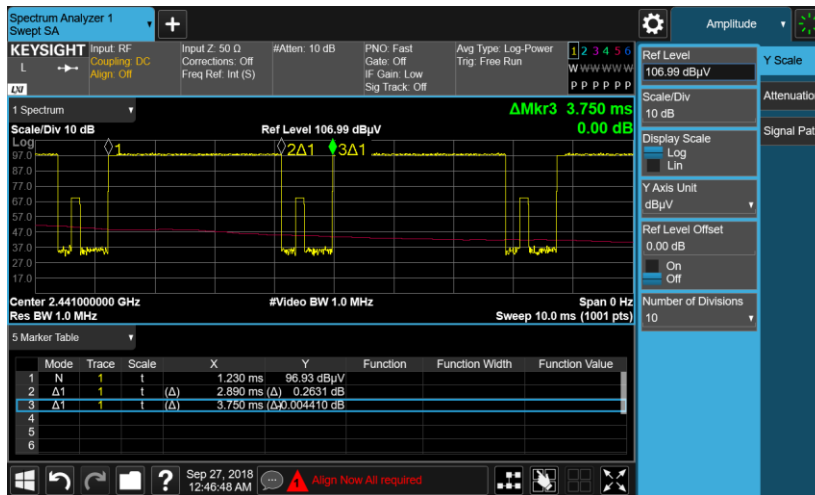 Spectrum Analyzer 1
Swept SA
+
Amplitude
KEYSIGHT
L
LXI
Input: RF
Coupling: DC
Align: Off
Input Z: 50 Ω
Corrections: Off
Freq Ref: Int (S)
#Atten: 10 dB
PNO: Fast
Gate: Off
IF Gain: Low
Sig Track: Off
Avg Type: Log-Power
Trig: Free Run
1 2 3 4 5 6
W W W W W W
P P P P P P
1 Spectrum
ΔMkr3 3.750 ms
0.00 dB
Scale/Div 10 dB
Ref Level 106.99 dBµV
Log
97.0
87.0
77.0
67.0
57.0
47.0
37.0
27.0
17.0
1
2Δ1
3Δ1
Center 2.441000000 GHz
#Video BW 1.0 MHz
Span 0 Hz
Res BW 1.0 MHz
Sweep 10.0 ms (1001 pts)
5 Marker Table
Mode Trace Scale X Y Function Function Width Function Value
1 N 1 t 1.230 ms 96.93 dBµV
2 Δ1 1 t (Δ) 2.890 ms (Δ) 0.2631 dB
3 Δ1 1 t (Δ) 3.750 ms (Δ)-0.004410 dB
4
5
6
Ref Level
106.99 dBµV
Scale/Div
10 dB
Display Scale
Log
Lin
Y Axis Unit
dBµV
Ref Level Offset
0.00 dB
On
Off
Number of Divisions
10
Y Scale
Attenuatio
Signal Pat
?
Sep 27, 2018
12:46:48 AM
1
Align Now All required